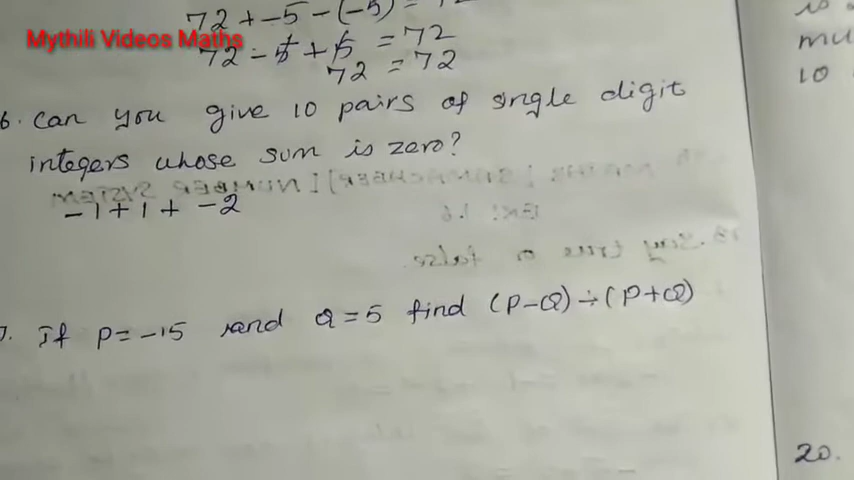 72 + -5 - (-5) = 72
Mythili Videos Maths
72 - 5 + 5 = 72
72 = 72
6. Can you give 10 pairs of single digit
integers whose sum is zero?
-1 + 1 + -2
7. If P = -15 and Q = 5 find (P-Q) ÷ (P+Q)
is
mu
10
20.